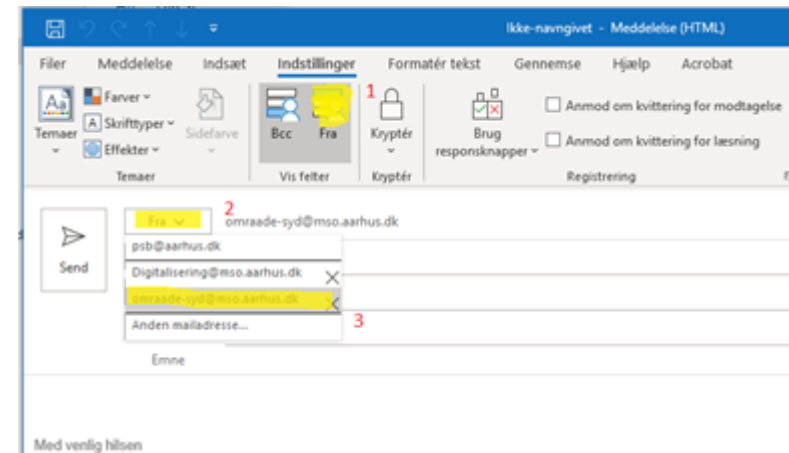 Ikke-navngivet - Meddelelse (HTML)
Filer Meddelelse Indsæt Indstillinger Formatér tekst Gennemse Hjælp Acrobat
1
Temaer
Farver
Skrifttyper
Effekter
Sidefarve
Bcc
Fra
Kryptér
Brug
responsknapper
Anmod om kvittering for modtagelse
Anmod om kvittering for læsning
Temaer Vis felter Kryptér Registrering
2
Fra omraade-syd@mso.aarhus.dk
Send
psb@aarhus.dk
Digitalisering@mso.aarhus.dk
omraade-syd@mso.aarhus.dk
Anden mailadresse...
3
Emne
Med venlig hilsen